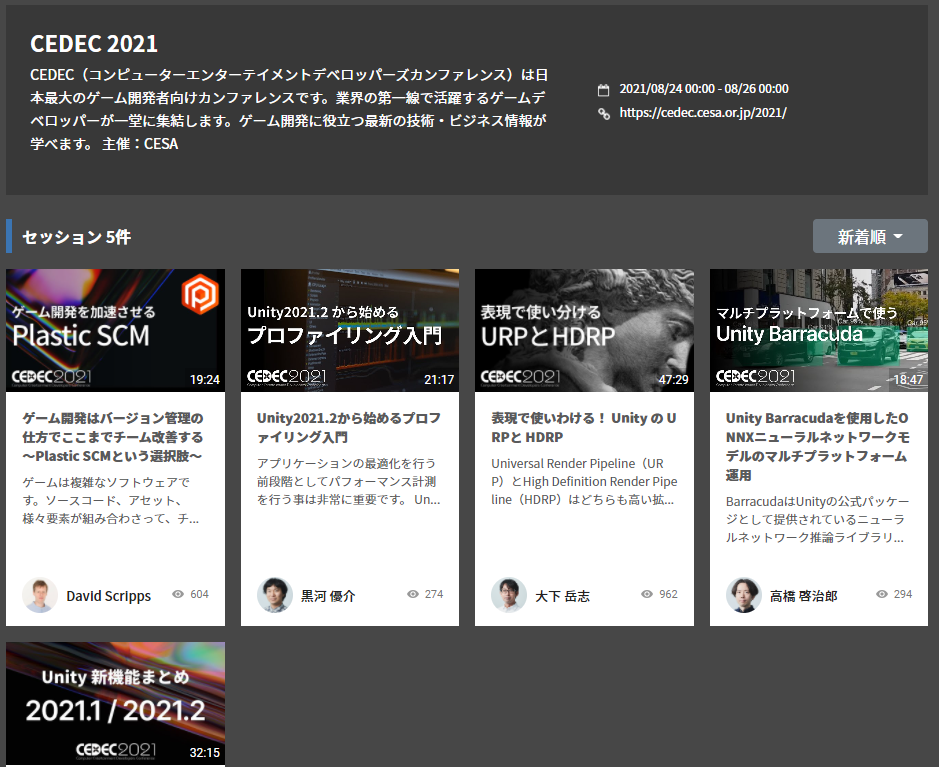 CEDEC 2021
CEDEC（コンピューターエンターテイメントデベロッパーズカンファレンス）は日
本最大のゲーム開発者向けカンファレンスです。業界の第一線で活躍するゲームデ
ベロッパーが一堂に集結します。ゲーム開発に役立つ最新の技術・ビジネス情報が
学べます。 主催：CESA
2021/08/24 00:00 - 08/26 00:00
https://cedec.cesa.or.jp/2021/
セッション 5件
新着順
ゲーム開発を加速させる
Plastic SCM
CEDEC2021
19:24
ゲーム開発はバージョン管理の
仕方でここまでチーム改善する
～Plastic SCMという選択肢～
ゲームは複雑なソフトウェアで
す。ソースコード、アセット、
様々要素が組み合わさって、チ...
David Scripps
604
Unity2021.2 から始める
プロファイリング入門
CEDEC2021
21:17
Unity2021.2から始めるプロフ
ァイリング入門
アプリケーションの最適化を行う
前段階としてパフォーマンス計測
を行う事は非常に重要です。 Un...
黒河 優介
274
表現で使い分ける
URPとHDRP
CEDEC2021
47:29
表現で使いわける！ Unity の U
RPと HDRP
Universal Render Pipeline（UR
P）とHigh Definition Render Pipe
line（HDRP）はどちらも高い拡...
大下 岳志
962
マルチプラットフォームで使う
Unity Barracuda
CEDEC2021
18:47
Unity Barracudaを使用したO
NNXニューラルネットワークモ
デルのマルチプラットフォーム
運用
BarracudaはUnityの公式パッケー
ジとして提供されているニューラ
ルネットワーク推論ライブラリ...
高橋 啓治郎
294
Unity 新機能まとめ
2021.1 / 2021.2
CEDEC2021
32:15